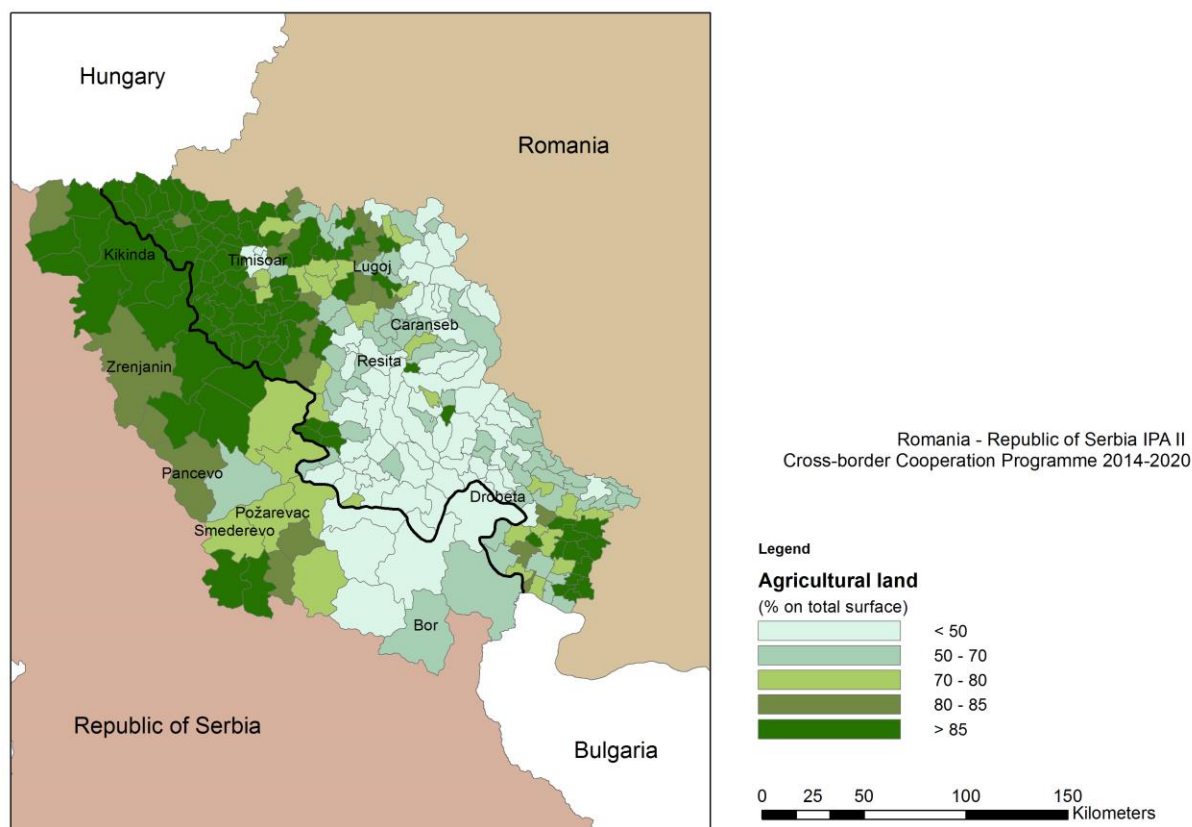 Hungary
Romania
Kikinda
Timisoar
Lugoj
Caranseb
Resita
Zrenjanin
Pancevo
Požarevac
Smederevo
Drobeta
Bor
Republic of Serbia
Bulgaria
Romania - Republic of Serbia IPA II
Cross-border Cooperation Programme 2014-2020
Legend
Agricultural land
(% on total surface)
< 50
50 - 70
70 - 80
80 - 85
> 85
0 25 50 100 150
Kilometers